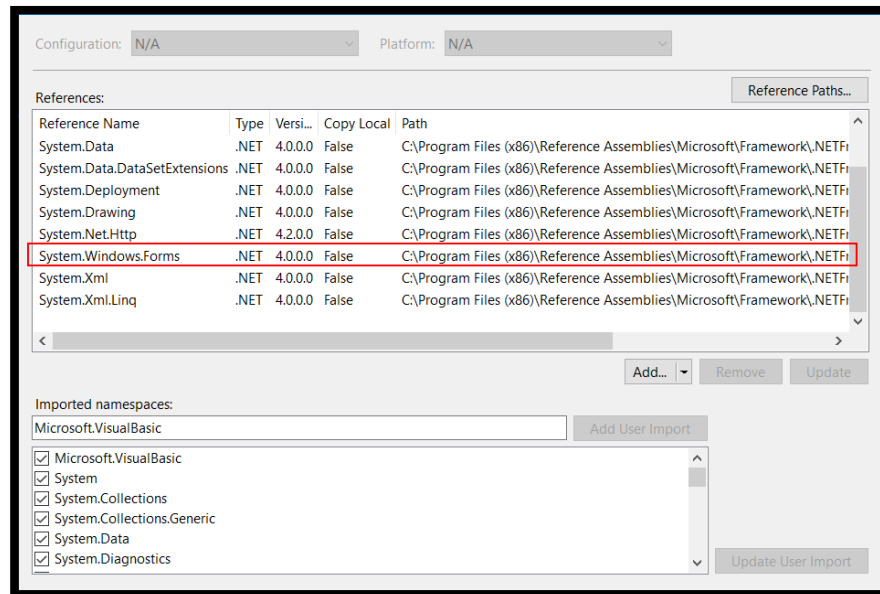 Configuration: N/A Platform: N/A
Reference Paths...
References:
Reference Name Type Versi... Copy Local Path
System.Data .NET 4.0.0.0 False C:\Program Files (x86)\Reference Assemblies\Microsoft\Framework\.NETFr
System.Data.DataSetExtensions .NET 4.0.0.0 False C:\Program Files (x86)\Reference Assemblies\Microsoft\Framework\.NETFr
System.Deployment .NET 4.0.0.0 False C:\Program Files (x86)\Reference Assemblies\Microsoft\Framework\.NETFr
System.Drawing .NET 4.0.0.0 False C:\Program Files (x86)\Reference Assemblies\Microsoft\Framework\.NETFr
System.Net.Http .NET 4.2.0.0 False C:\Program Files (x86)\Reference Assemblies\Microsoft\Framework\.NETFr
System.Windows.Forms .NET 4.0.0.0 False C:\Program Files (x86)\Reference Assemblies\Microsoft\Framework\.NETFr
System.Xml .NET 4.0.0.0 False C:\Program Files (x86)\Reference Assemblies\Microsoft\Framework\.NETFr
System.Xml.Linq .NET 4.0.0.0 False C:\Program Files (x86)\Reference Assemblies\Microsoft\Framework\.NETFr
Add... Remove Update
Imported namespaces:
Microsoft.VisualBasic Add User Import
Microsoft.VisualBasic
System
System.Collections
System.Collections.Generic
System.Data
System.Diagnostics Update User Import